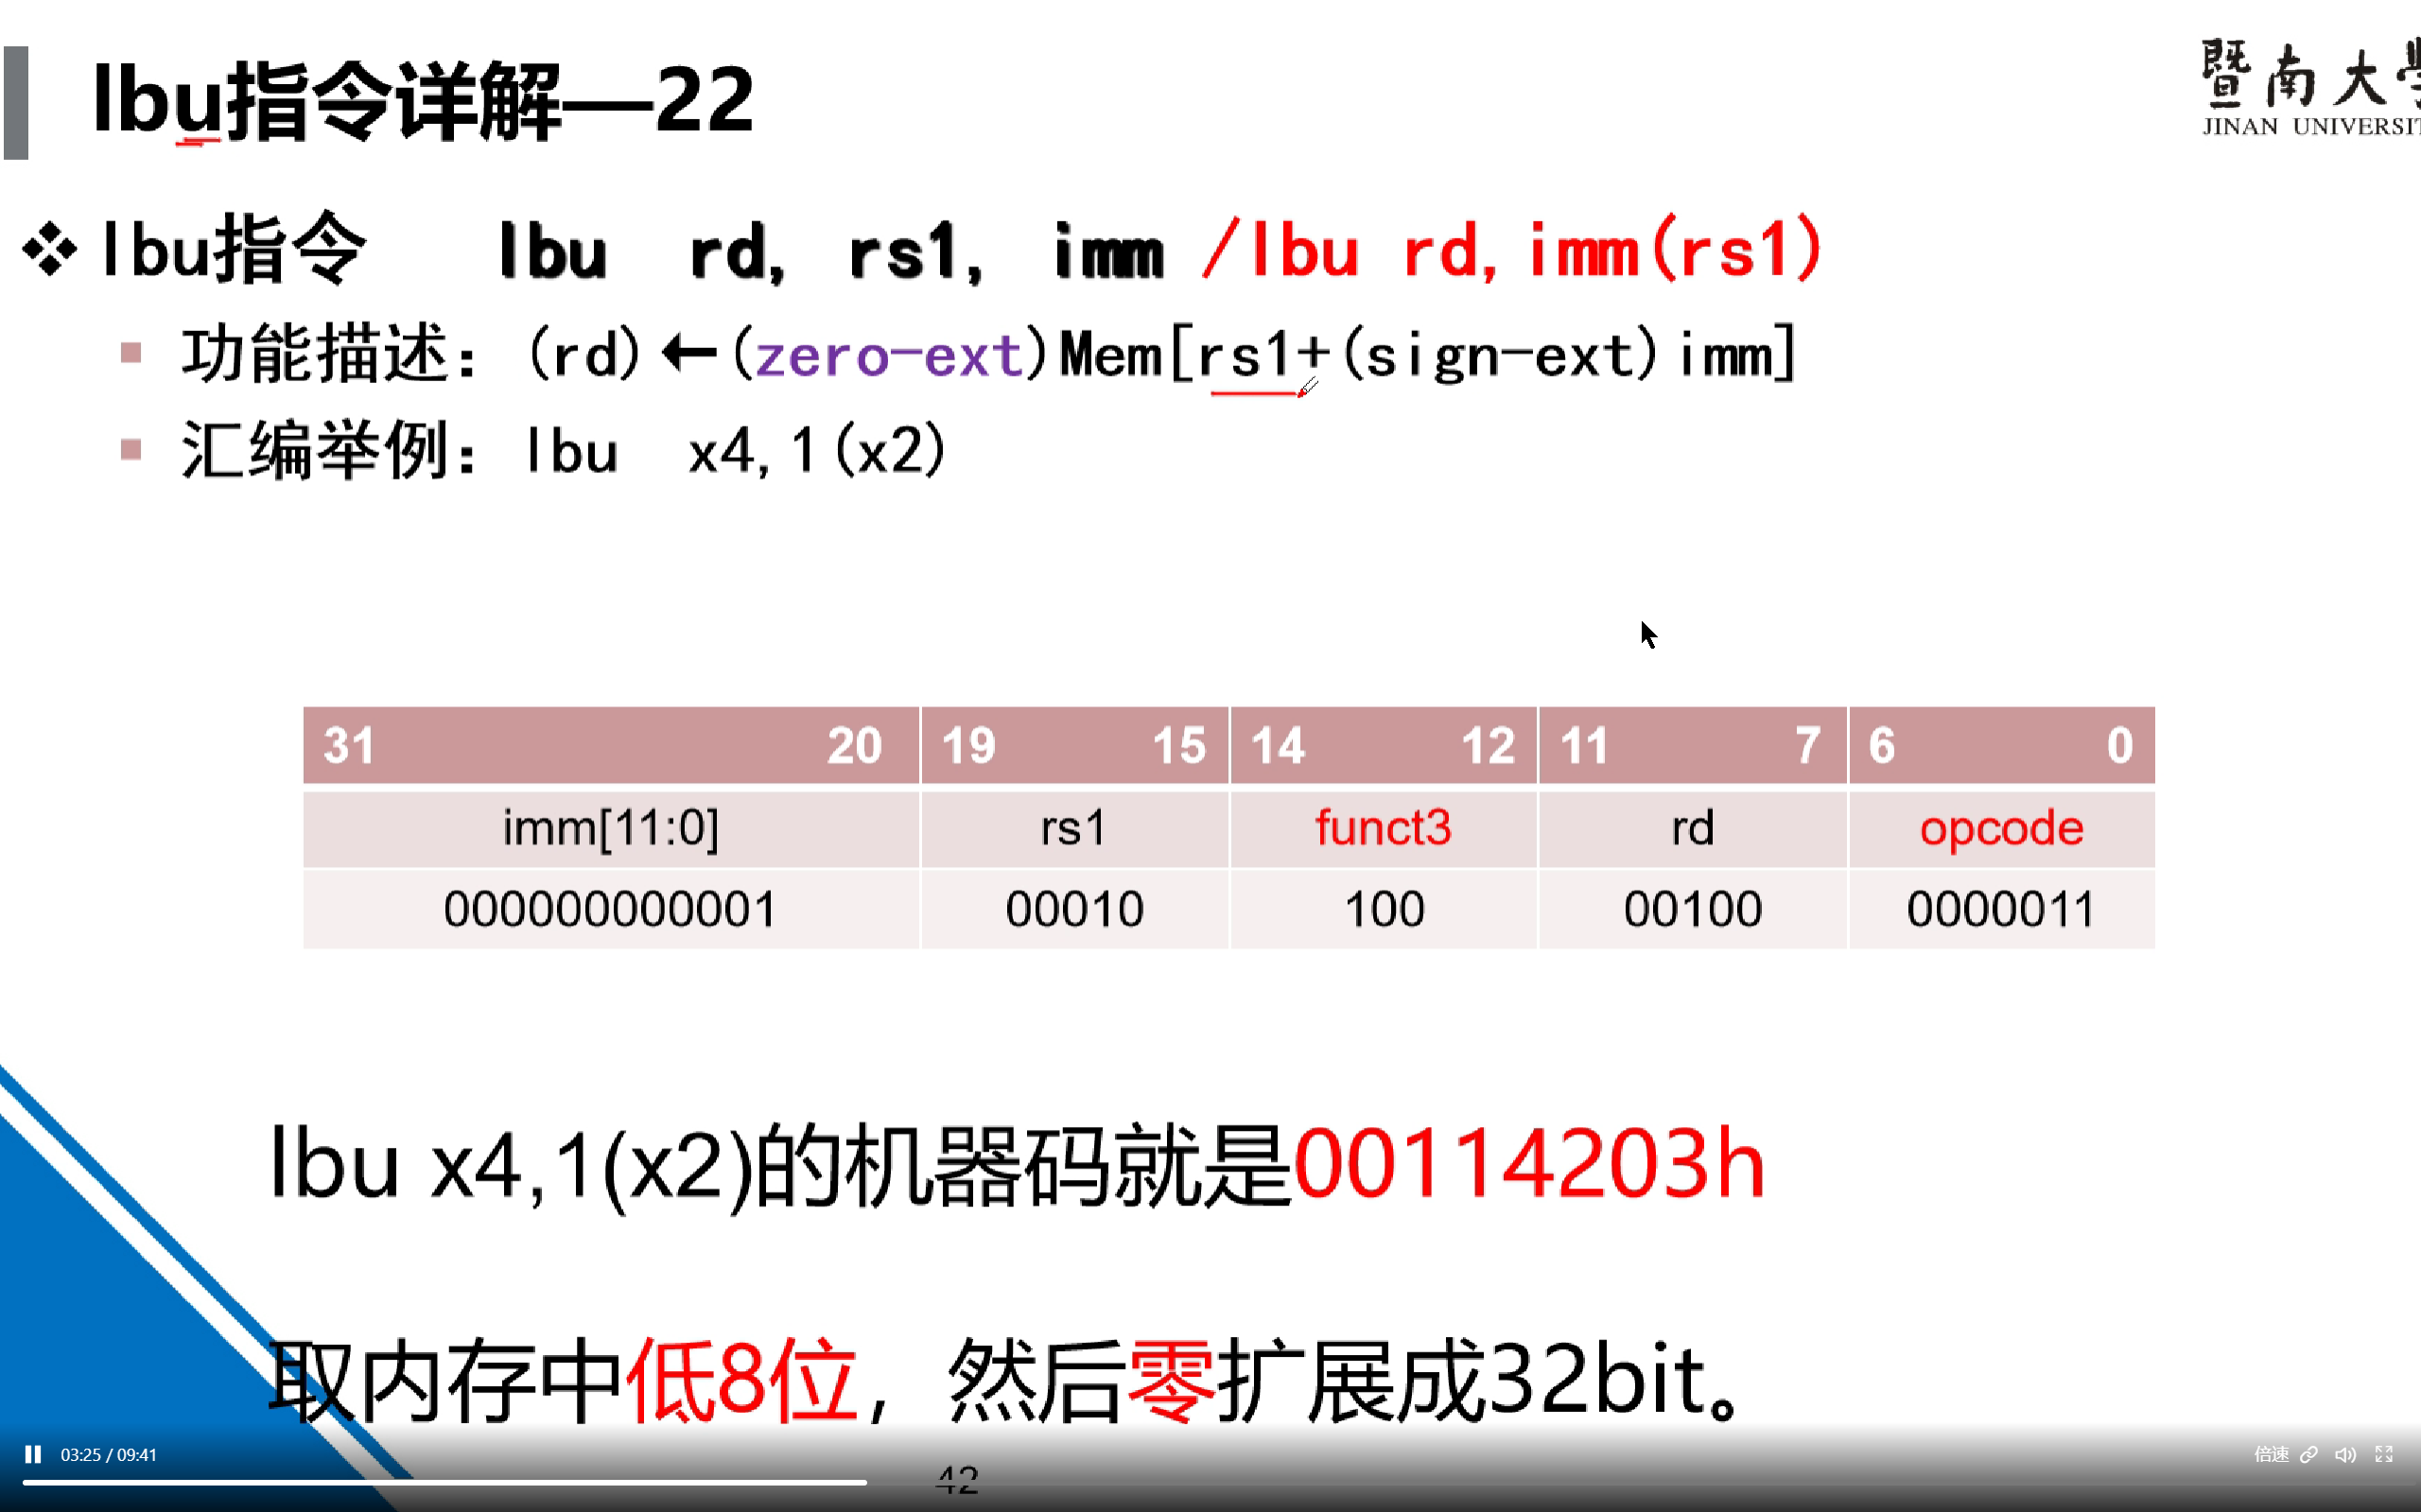 lbu指令详解—22
暨南大學
JINAN UNIVERSIT
lbu指令 lbu rd, rs1, imm /lbu rd,imm(rs1)
功能描述：(rd)←(zero-ext)Mem[rs1+(sign-ext)imm]
汇编举例：lbu x4,1(x2)
31 20 19 15 14 12 11 7 6 0
imm[11:0] rs1 funct3 rd opcode
000000000001 00010 100 00100 0000011
lbu x4,1(x2)的机器码就是00114203h
取内存中低8位，然后零扩展成32bit。
03:25 / 09:41
倍速
42